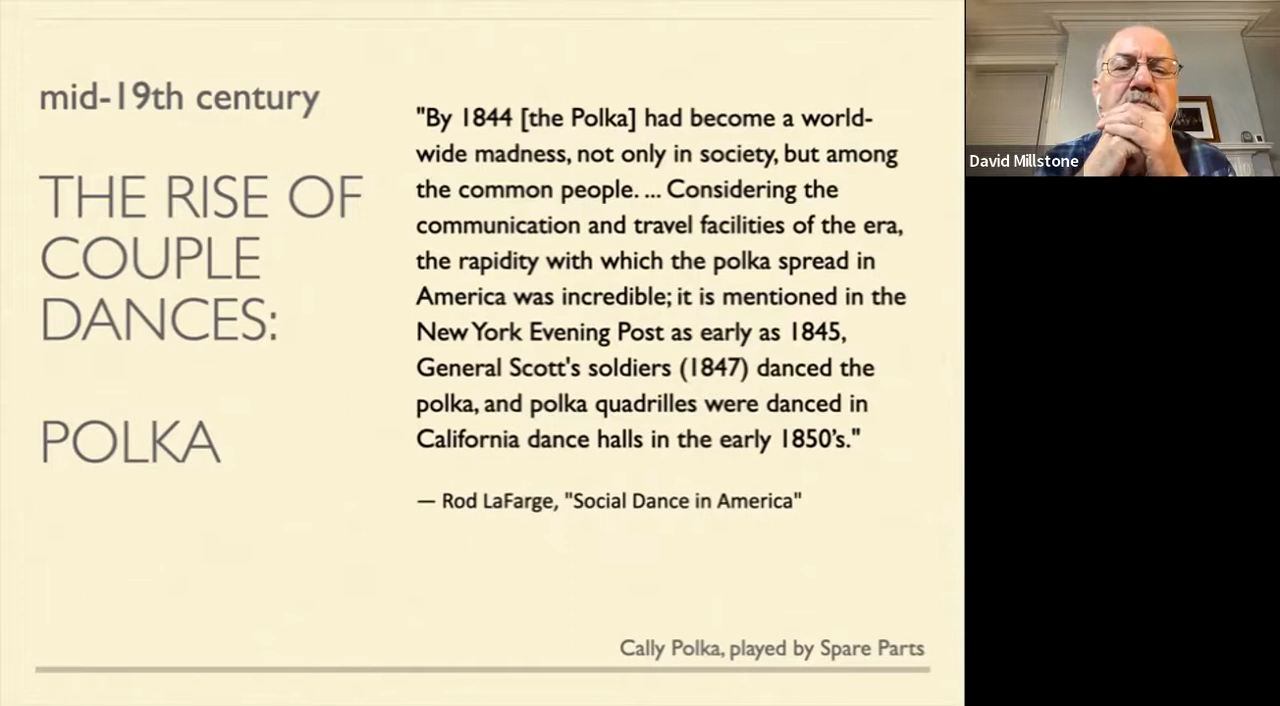 mid-19th century
THE RISE OF
COUPLE
DANCES:
POLKA
"By 1844 [the Polka] had become a world-
wide madness, not only in society, but among
the common people. ... Considering the
communication and travel facilities of the era,
the rapidity with which the polka spread in
America was incredible; it is mentioned in the
New York Evening Post as early as 1845,
General Scott's soldiers (1847) danced the
polka, and polka quadrilles were danced in
California dance halls in the early 1850's."
— Rod LaFarge, "Social Dance in America"
Cally Polka, played by Spare Parts
David Millstone